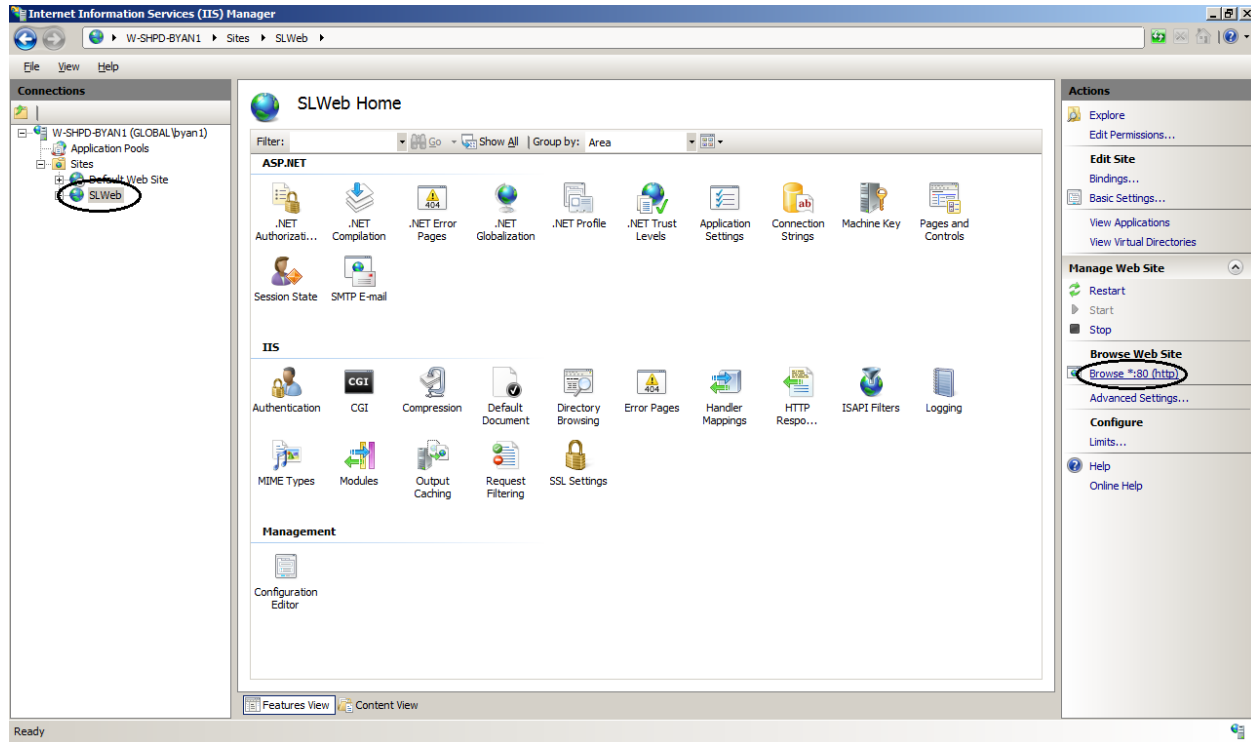 Internet Information Services (IIS) Manager
W-SHPD-BYAN1 Sites SLWeb
File View Help
Connections
W-SHPD-BYAN1 (GLOBAL\byan1)
Application Pools
Sites
Default Web Site
SLWeb
SLWeb Home
Filter: Go Show All Group by: Area
ASP.NET
.NET Authorizati...
.NET Compilation
.NET Error Pages
.NET Globalization
.NET Profile
.NET Trust Levels
Application Settings
Connection Strings
Machine Key
Pages and Controls
Session State
SMTP E-mail
IIS
Authentication
CGI
Compression
Default Document
Directory Browsing
Error Pages
Handler Mappings
HTTP Respo...
ISAPI Filters
Logging
MIME Types
Modules
Output Caching
Request Filtering
SSL Settings
Management
Configuration Editor
Features View Content View
Actions
Explore
Edit Permissions...
Edit Site
Bindings...
Basic Settings...
View Applications
View Virtual Directories
Manage Web Site
Restart
Start
Stop
Browse Web Site
Browse *:80 (http)
Advanced Settings...
Configure
Limits...
Help
Online Help
Ready